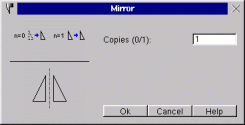 Mirror
n=0 n=1
Copies (0/1): 1
Ok Cancel Help